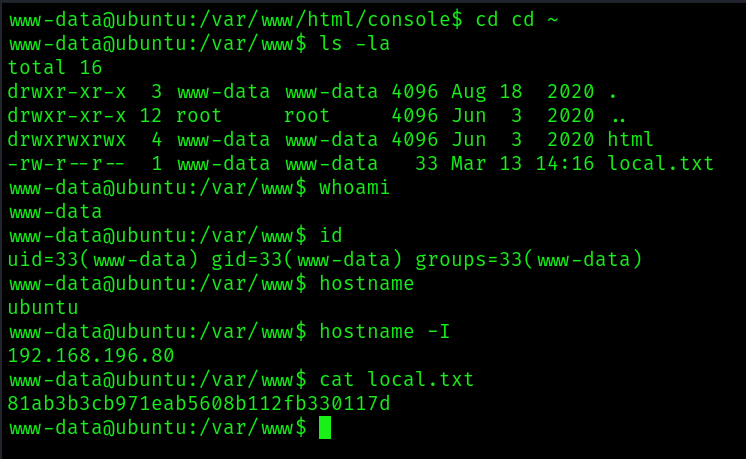 www-data@ubuntu:/var/www/html/console$ cd cd ~
www-data@ubuntu:/var/www$ ls -la
total 16
drwxr-xr-x  3 www-data www-data 4096 Aug 18  2020 .
drwxr-xr-x 12 root     root     4096 Jun  3  2020 ..
drwxrwxrwx  4 www-data www-data 4096 Jun  3  2020 html
-rw-r--r--  1 www-data www-data   33 Mar 13 14:16 local.txt
www-data@ubuntu:/var/www$ whoami
www-data
www-data@ubuntu:/var/www$ id
uid=33(www-data) gid=33(www-data) groups=33(www-data)
www-data@ubuntu:/var/www$ hostname
ubuntu
www-data@ubuntu:/var/www$ hostname -I
192.168.196.80
www-data@ubuntu:/var/www$ cat local.txt
81ab3b3cb971eab5608b112fb330117d
www-data@ubuntu:/var/www$